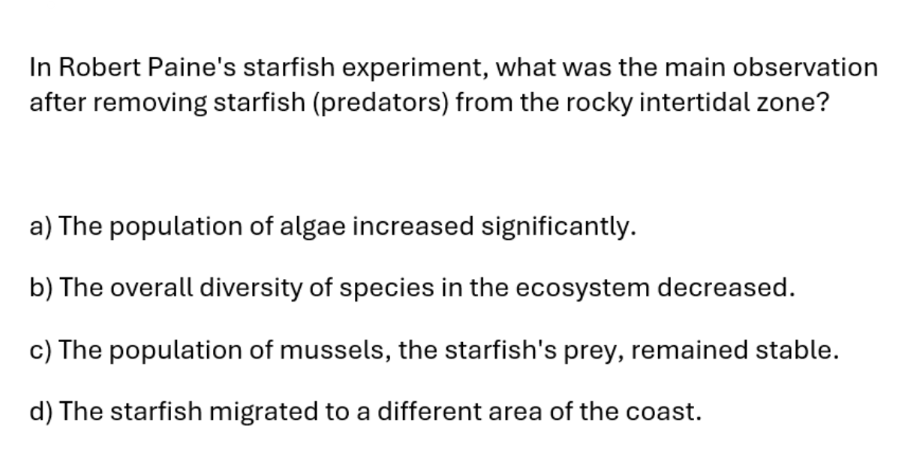 In Robert Paine's starfish experiment, what was the main observation
after removing starfish (predators) from the rocky intertidal zone?
a) The population of algae increased significantly.
b) The overall diversity of species in the ecosystem decreased.
c) The population of mussels, the starfish's prey, remained stable.
d) The starfish migrated to a different area of the coast.